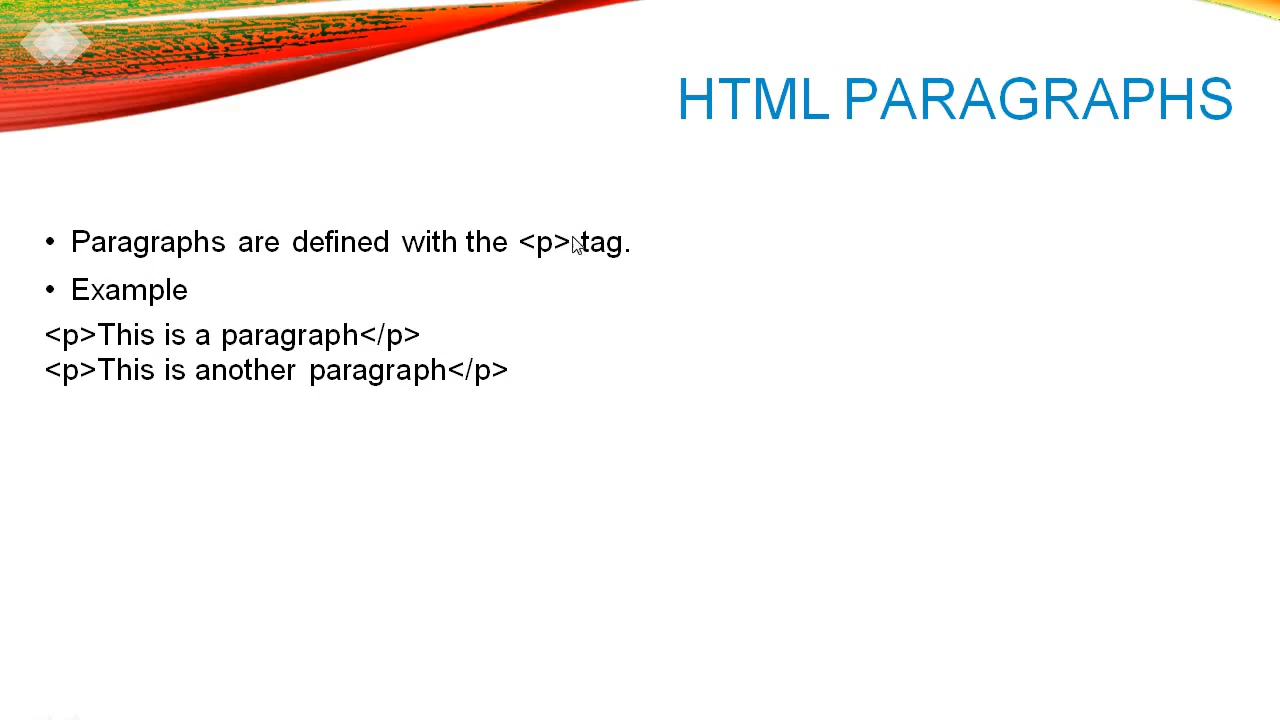 HTML PARAGRAPHS
• Paragraphs are defined with the <p> tag.
• Example
<p>This is a paragraph</p>
<p>This is another paragraph</p>